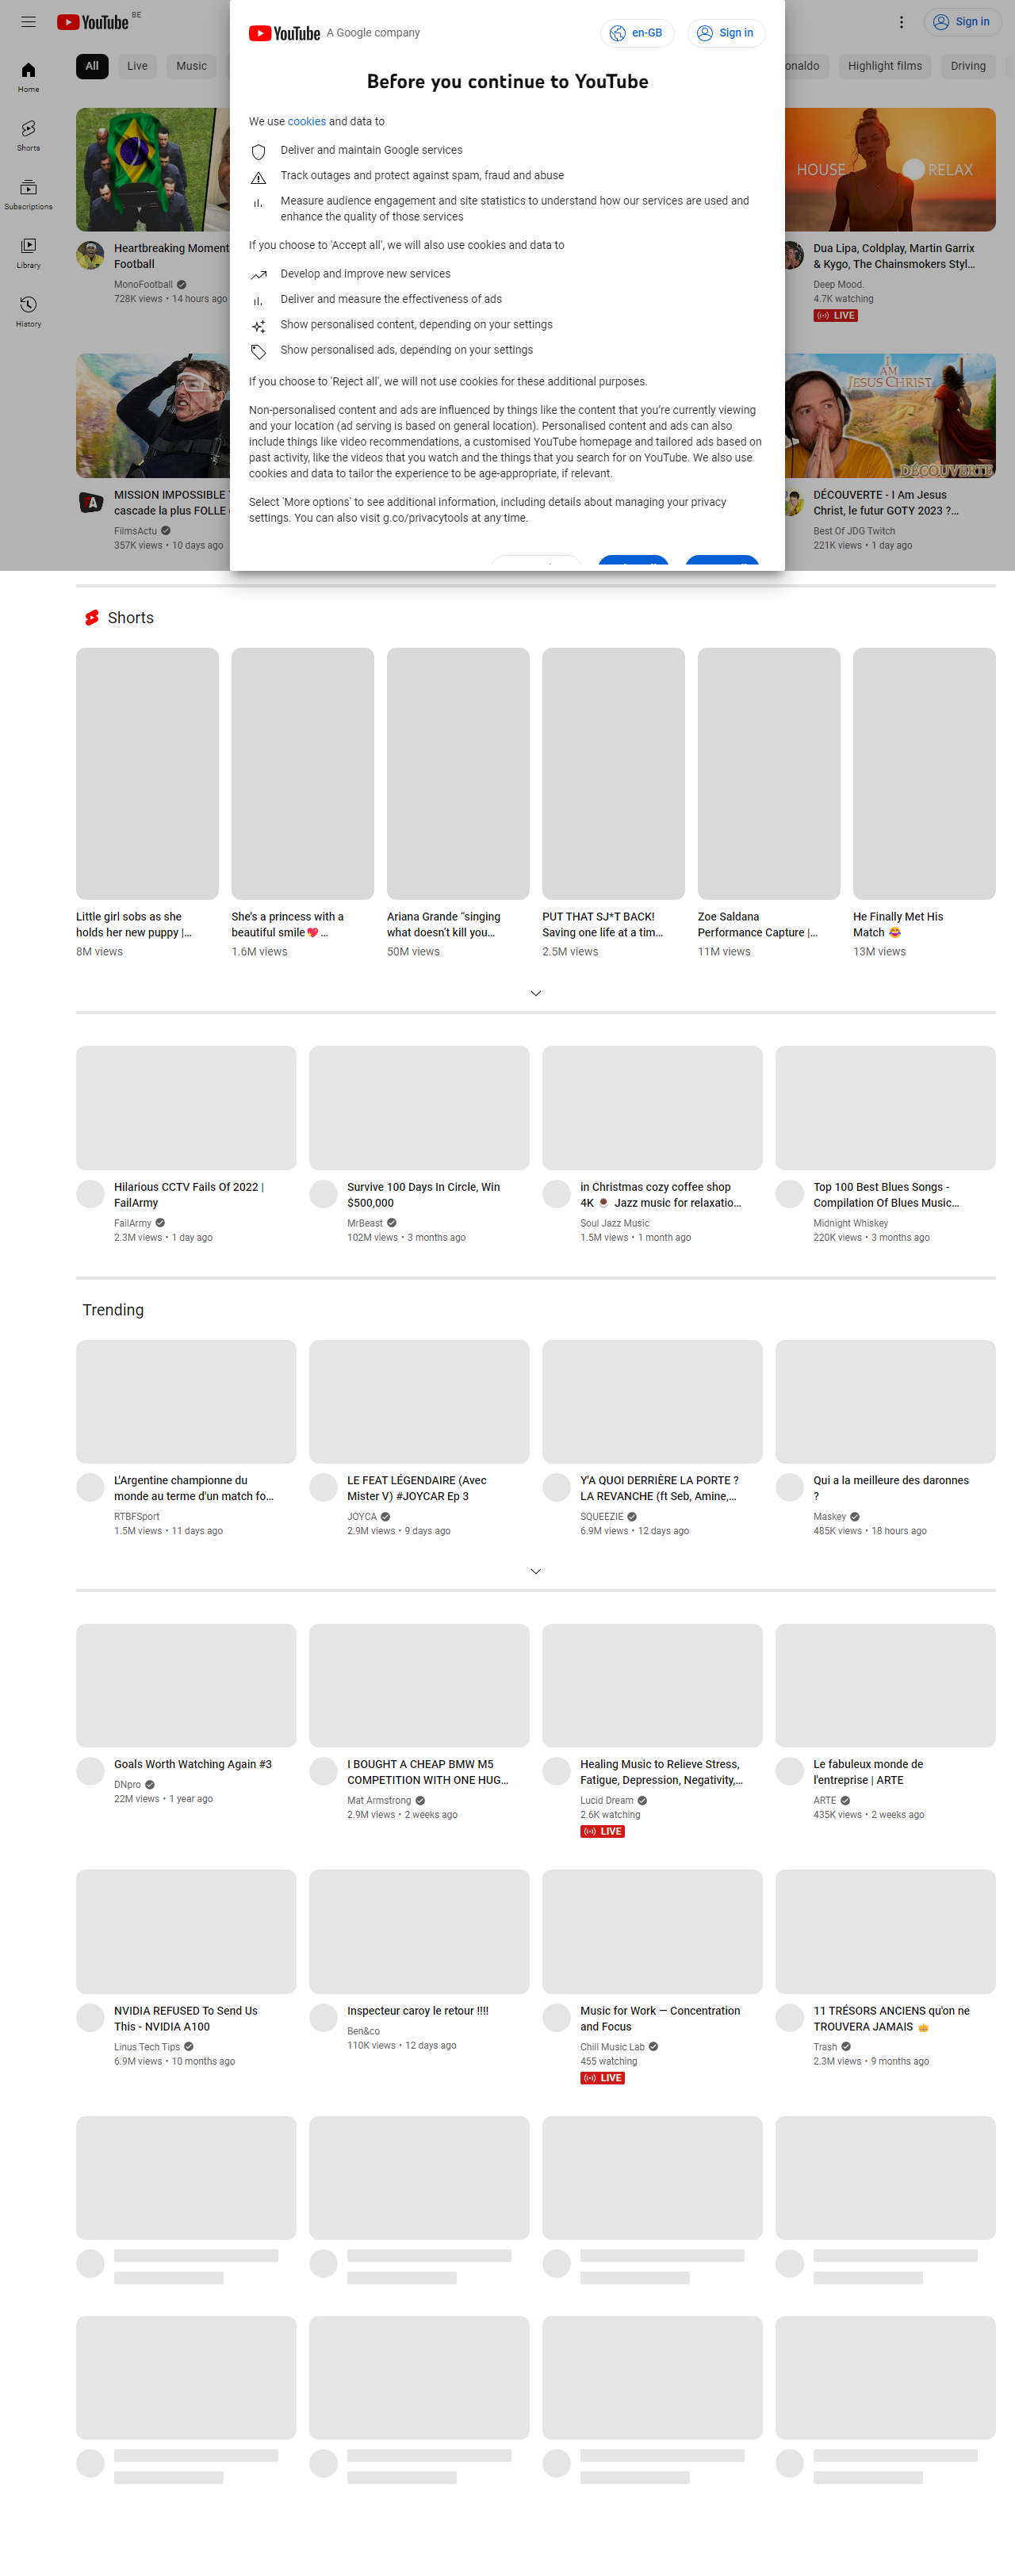 YouTube BE
Sign in
Home
Shorts
Subscriptions
Library
History
All
Live
Music
Highlight films
Driving
YouTube A Google company
en-GB
Sign in
Before you continue to YouTube
We use cookies and data to
Deliver and maintain Google services
Track outages and protect against spam, fraud and abuse
Measure audience engagement and site statistics to understand how our services are used and
enhance the quality of those services
If you choose to 'Accept all', we will also use cookies and data to
Develop and improve new services
Deliver and measure the effectiveness of ads
Show personalised content, depending on your settings
Show personalised ads, depending on your settings
If you choose to 'Reject all', we will not use cookies for these additional purposes.
Non-personalised content and ads are influenced by things like the content that you're currently viewing
and your location (ad serving is based on general location). Personalised content and ads can also
include things like video recommendations, a customised YouTube homepage and tailored ads based on
past activity, like the videos that you watch and the things that you search for on YouTube. We also use
cookies and data to tailor the experience to be age-appropriate, if relevant.
Select 'More options' to see additional information, including details about managing your privacy
settings. You can also visit g.co/privacytools at any time.
Heartbreaking Moment
Football
MonoFootball
728K views • 14 hours ago
HOUSE RELAX
Dua Lipa, Coldplay, Martin Garrix
& Kygo, The Chainsmokers Styl...
Deep Mood.
4.7K watching
LIVE
MISSION IMPOSSIBLE
cascade la plus FOLLE
FilmsActu
357K views • 10 days ago
I AM
JESUS CHRIST
DÉCOUVERTE
DÉCOUVERTE - I Am Jesus
Christ, le futur GOTY 2023 ?...
Best Of JDG Twitch
221K views • 1 day ago
Shorts
Little girl sobs as she
holds her new puppy |...
8M views
She's a princess with a
beautiful smile💖...
1.6M views
Ariana Grande “singing
what doesn’t kill you...
50M views
PUT THAT SJ*T BACK!
Saving one life at a tim...
2.5M views
Zoe Saldana
Performance Capture |...
11M views
He Finally Met His
Match 😂
13M views
Hilarious CCTV Fails Of 2022 |
FailArmy
FailArmy
2.3M views • 1 day ago
Survive 100 Days In Circle, Win
$500,000
MrBeast
102M views • 3 months ago
in Christmas cozy coffee shop
4K ☕ Jazz music for relaxatio...
Soul Jazz Music
1.5M views • 1 month ago
Top 100 Best Blues Songs -
Compilation Of Blues Music...
Midnight Whiskey
220K views • 3 months ago
Trending
L'Argentine championne du
monde au terme d'un match fo...
RTBFSport
1.5M views • 11 days ago
LE FEAT LÉGENDAIRE (Avec
Mister V) #JOYCAR Ep 3
JOYCA
2.9M views • 9 days ago
Y'A QUOI DERRIÈRE LA PORTE ?
LA REVANCHE (ft Seb, Amine,...
SQUEEZIE
6.9M views • 12 days ago
Qui a la meilleure des daronnes
?
Maskey
485K views • 18 hours ago
Goals Worth Watching Again #3
DNpro
22M views • 1 year ago
I BOUGHT A CHEAP BMW M5
COMPETITION WITH ONE HUG...
Mat Armstrong
2.9M views • 2 weeks ago
Healing Music to Relieve Stress,
Fatigue, Depression, Negativity,...
Lucid Dream
2.6K watching
LIVE
Le fabuleux monde de
l'entreprise | ARTE
ARTE
435K views • 2 weeks ago
NVIDIA REFUSED To Send Us
This - NVIDIA A100
Linus Tech Tips
6.9M views • 10 months ago
Inspecteur caroy le retour !!!!
Ben&co
110K views • 12 days ago
Music for Work — Concentration
and Focus
Chill Music Lab
455 watching
LIVE
11 TRÉSORS ANCIENS qu'on ne
TROUVERA JAMAIS 👑
Trash
2.3M views • 9 months ago